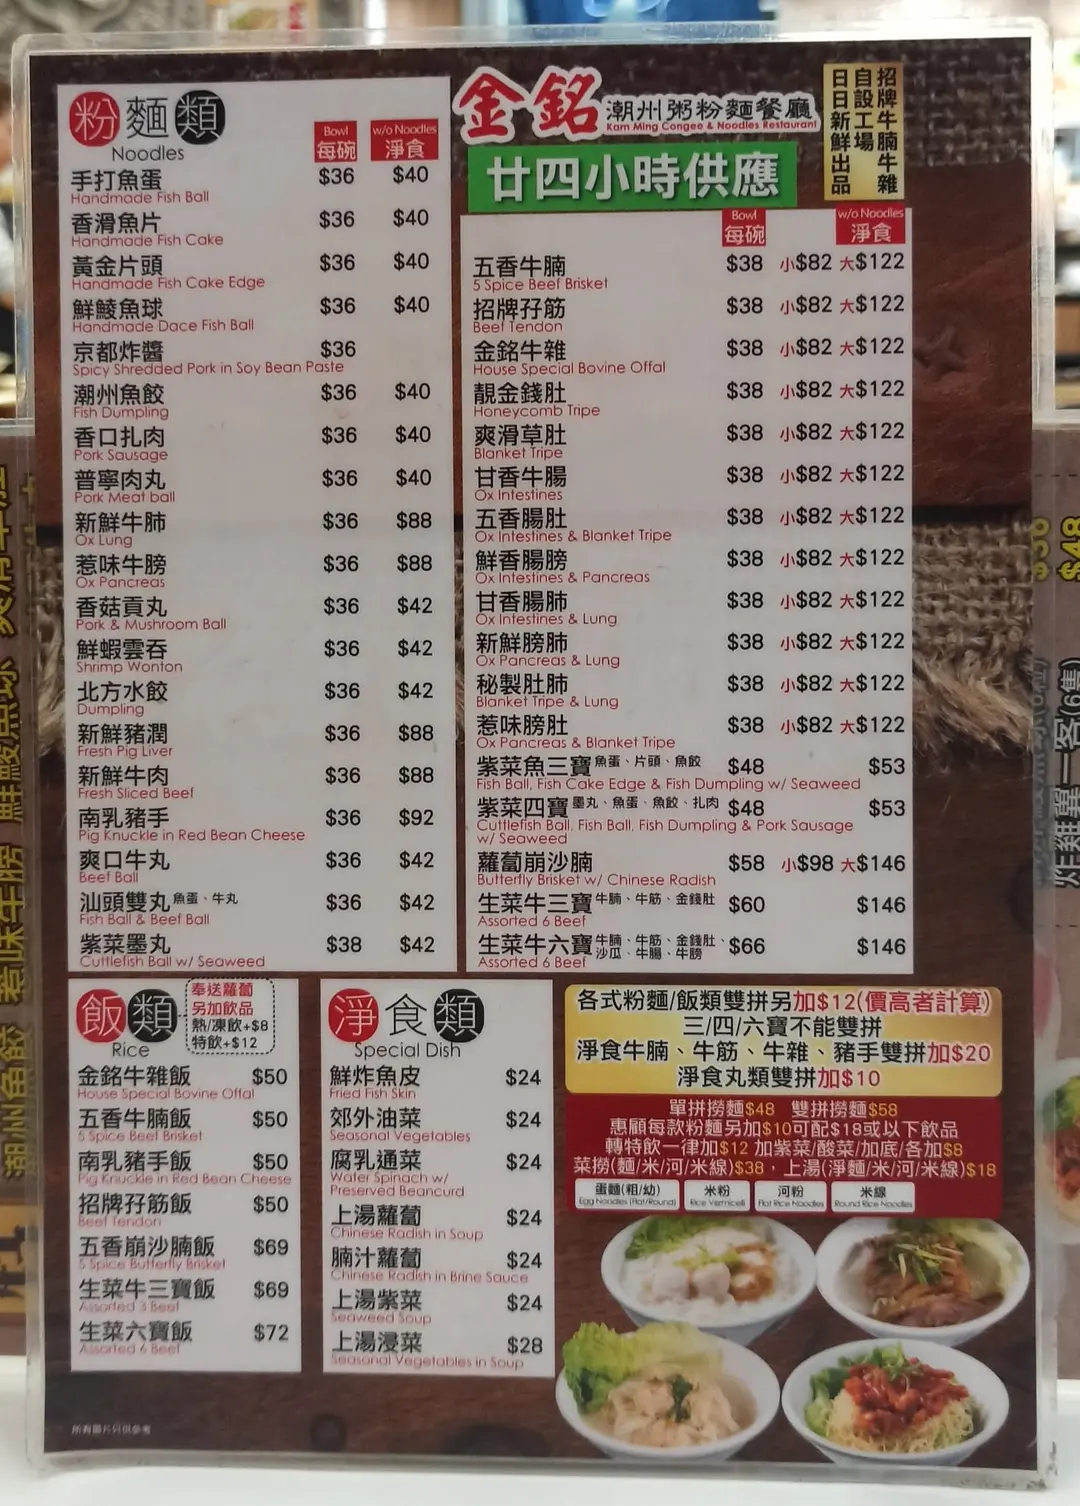 粉麵類
Noodles
Bowl 每碗
w/o Noodles 淨食
手打魚蛋 $36 $40
Handmade Fish Ball
香滑魚片 $36 $40
Handmade Fish Cake
黃金片頭 $36 $40
Handmade Fish Cake Edge
鮮鯪魚球 $36 $40
Handmade Dace Fish Ball
京都炸醬 $36
Spicy Shredded Pork in Soy Bean Paste
潮州魚餃 $36 $40
Fish Dumpling
香口扎肉 $36 $40
Pork Sausage
普寧肉丸 $36 $40
Pork Meat ball
新鮮牛肺 $36 $88
Ox Lung
惹味牛膀 $36 $88
Ox Pancreas
香菇貢丸 $36 $42
Pork & Mushroom Ball
鮮蝦雲吞 $36 $42
Shrimp Wonton
北方水餃 $36 $42
Dumpling
新鮮豬潤 $36 $88
Fresh Pig Liver
新鮮牛肉 $36 $88
Fresh Sliced Beef
南乳豬手 $36 $92
Pig Knuckle in Red Bean Cheese
爽口牛丸 $36 $42
Beef Ball
汕頭雙丸 魚蛋、牛丸 $36 $42
Fish Ball & Beef Ball
紫菜墨丸 $38 $42
Cuttlefish Ball w/ Seaweed
金銘 潮州粥粉麵餐廳
Kam Ming Congee & Noodles Restaurant
招牌牛腩牛雜
自設工場
日日新鮮出品
廿四小時供應
Bowl 每碗
w/o Noodles 淨食
五香牛腩 $38 小$82 大$122
5 Spice Beef Brisket
招牌孖筋 $38 小$82 大$122
Beef Tendon
金銘牛雜 $38 小$82 大$122
House Special Bovine Offal
靚金錢肚 $38 小$82 大$122
Honeycomb Tripe
爽滑草肚 $38 小$82 大$122
Blanket Tripe
甘香牛腸 $38 小$82 大$122
Ox Intestines
五香腸肚 $38 小$82 大$122
Ox Intestines & Blanket Tripe
鮮香腸膀 $38 小$82 大$122
Ox Intestines & Pancreas
甘香腸肺 $38 小$82 大$122
Ox Intestines & Lung
新鮮膀肺 $38 小$82 大$122
Ox Pancreas & Lung
秘製肚肺 $38 小$82 大$122
Blanket Tripe & Lung
惹味膀肚 $38 小$82 大$122
Ox Pancreas & Blanket Tripe
紫菜魚三寶 魚蛋、片頭、魚餃 $48 $53
Fish Ball, Fish Cake Edge & Fish Dumpling w/ Seaweed
紫菜四寶 墨丸、魚蛋、魚餃、扎肉 $48 $53
Cuttlefish Ball, Fish Ball, Fish Dumpling & Pork Sausage
w/ Seaweed
蘿蔔崩沙腩 $58 小$98 大$146
Butterfly Brisket w/ Chinese Radish
生菜牛三寶 牛腩、牛筋、金錢肚 $60 $146
Assorted 6 Beef
生菜牛六寶 牛腩、牛筋、金錢肚、 $66 $146
沙瓜、牛腸、牛膀
Assorted 6 Beef
飯類
Rice
奉送蘿蔔
另加飲品
熱/凍飲+$8
特飲+$12
金銘牛雜飯 $50
House Special Bovine Offal
五香牛腩飯 $50
5 Spice Beef Brisket
南乳豬手飯 $50
Pig Knuckle in Red Bean Cheese
招牌孖筋飯 $50
Beef Tendon
五香崩沙腩飯 $69
5 Spice Butterfly Brisket
生菜牛三寶飯 $69
Assorted 3 Beef
生菜六寶飯 $72
Assorted 6 Beef
淨食類
Special Dish
鮮炸魚皮 $24
Fried Fish Skin
郊外油菜 $24
Seasonal Vegetables
腐乳通菜 $24
Water Spinach w/
Preserved Beancurd
上湯蘿蔔 $24
Chinese Radish in Soup
腩汁蘿蔔 $24
Chinese Radish in Brine Sauce
上湯紫菜 $24
Seaweed Soup
上湯浸菜 $28
Seasonal Vegetables in Soup
各式粉麵/飯類雙拼另加$12(價高者計算)
三/四/六寶不能雙拼
淨食牛腩、牛筋、牛雜、豬手雙拼加$20
淨食丸類雙拼加$10
單拼撈麵$48 雙拼撈麵$58
惠顧每款粉麵另加$10可配$18或以下飲品
轉特飲一律加$12 加紫菜/酸菜/加底/各加$8
菜撈(麵/米/河/米線)$38,上湯(淨麵/米/河/米線)$18
蛋麵(粗/幼) 米粉 河粉 米線
Egg Noodles (Flat/Round) Rice Vermicelli Flat Rice Noodles Round Rice Noodles
所有圖片只供參考